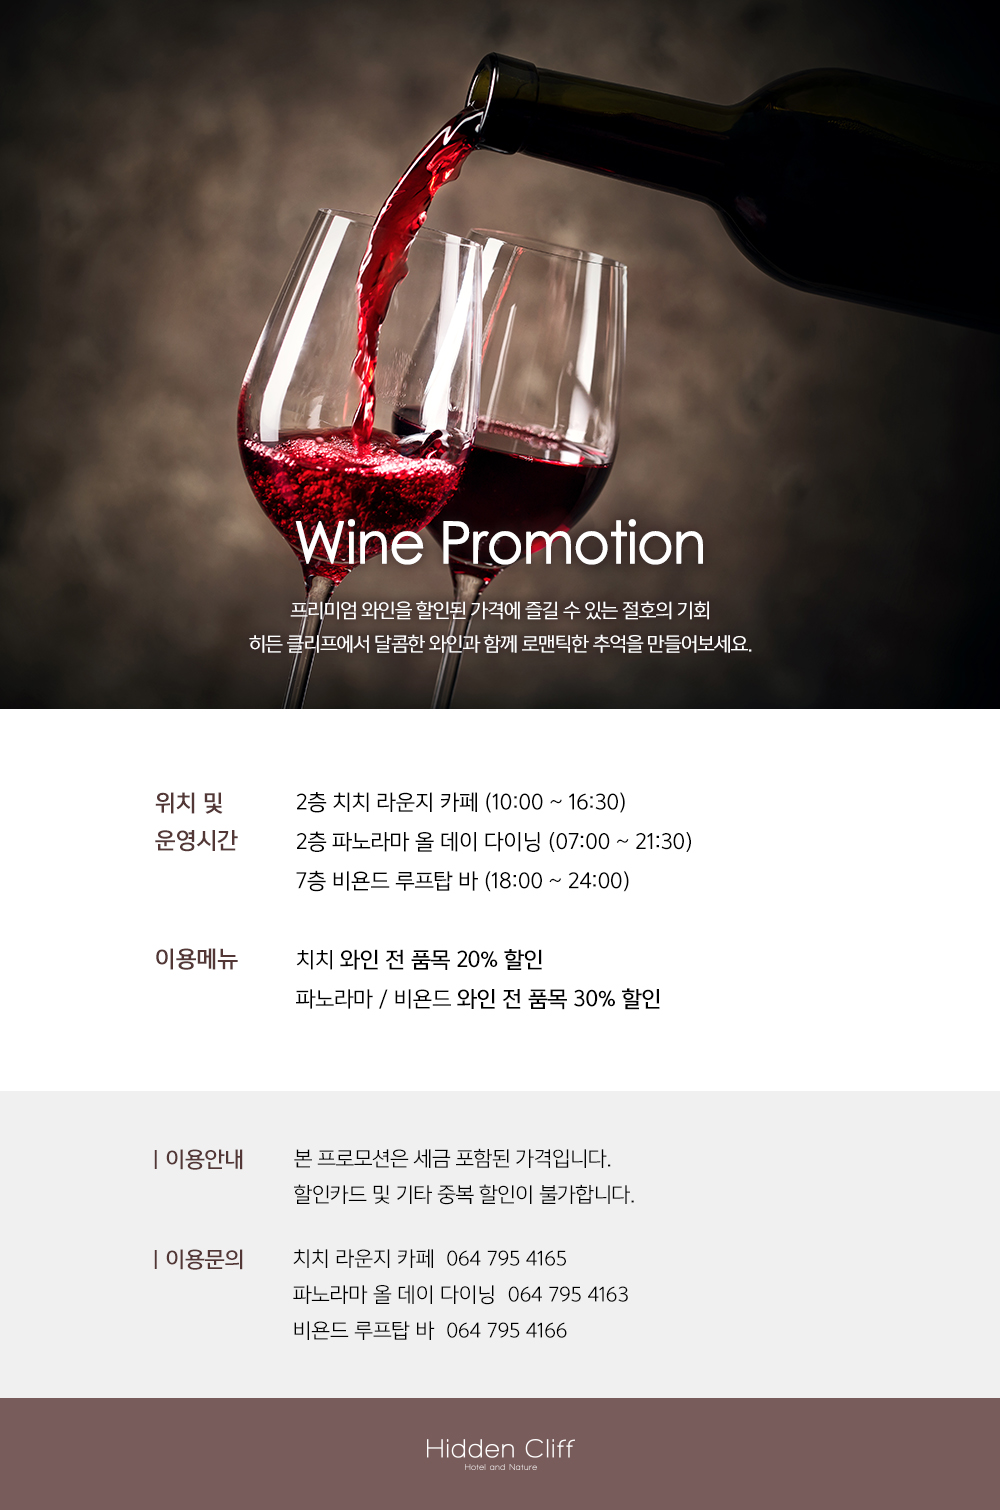 Wine Promotion
프리미엄 와인을 할인된 가격에 즐길 수 있는 절호의 기회
히든 클리프에서 달콤한 와인과 함께 로맨틱한 추억을 만들어보세요.
위치 및
운영시간
2층 치치 라운지 카페 (10:00 ~ 16:30)
2층 파노라마 올 데이 다이닝 (07:00 ~ 21:30)
7층 비욘드 루프탑 바 (18:00 ~ 24:00)
이용메뉴
치치 와인 전 품목 20% 할인
파노라마 / 비욘드 와인 전 품목 30% 할인
| 이용안내
본 프로모션은 세금 포함된 가격입니다.
할인카드 및 기타 중복 할인이 불가합니다.
| 이용문의
치치 라운지 카페 064 795 4165
파노라마 올 데이 다이닝 064 795 4163
비욘드 루프탑 바 064 795 4166
Hidden Cliff
Hotel and Nature